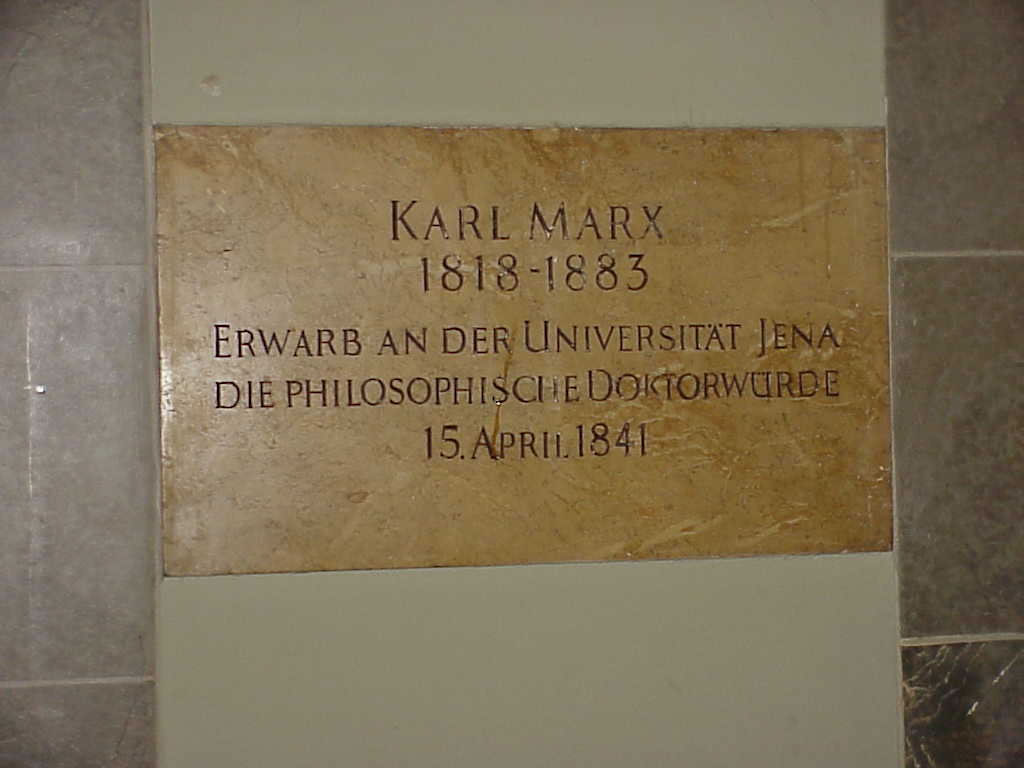 KARL MARX
1818-1883
ERWARB AN DER UNIVERSITÄT JENA
DIE PHILOSOPHISCHE DOKTORWÜRDE
15. APRIL 1841